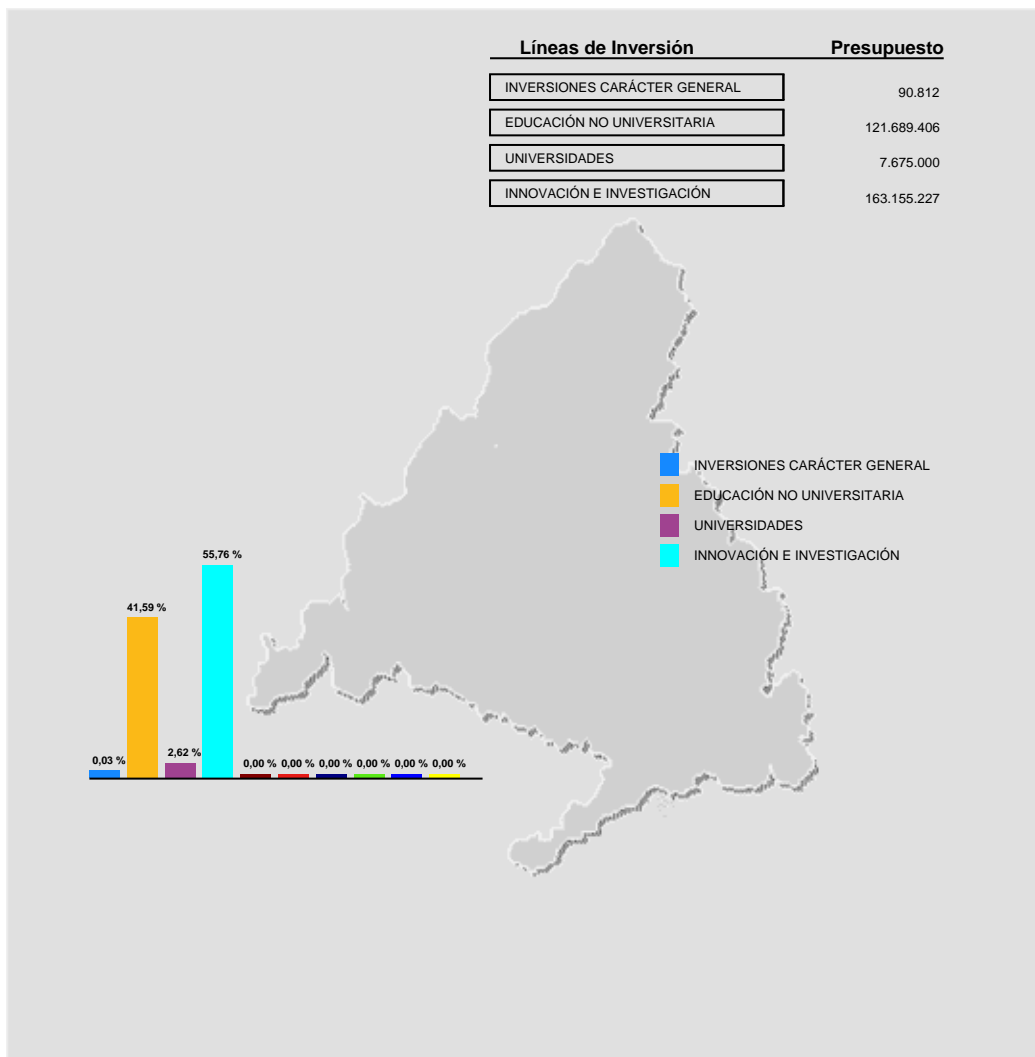 Líneas de Inversión Presupuesto
INVERSIONES CARÁCTER GENERAL 90.812
EDUCACIÓN NO UNIVERSITARIA 121.689.406
UNIVERSIDADES 7.675.000
INNOVACIÓN E INVESTIGACIÓN 163.155.227
INVERSIONES CARÁCTER GENERAL
EDUCACIÓN NO UNIVERSITARIA
UNIVERSIDADES
INNOVACIÓN E INVESTIGACIÓN
55,76 %
41,59 %
0,03 % 2,62 % 0,00 % 0,00 % 0,00 % 0,00 % 0,00 % 0,00 %